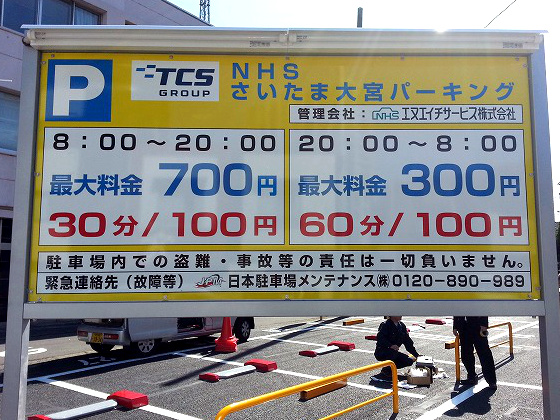 P
TCS
GROUP
NHS
さいたま大宮パーキング
管理会社：NHS エヌエイチサービス株式会社
8：00～20：00
最大料金 700円
30分/100円
20：00～8：00
最大料金 300円
60分/100円
駐車場内での盗難・事故等の責任は一切負いません。
緊急連絡先（故障等） JPM 日本駐車場メンテナンス㈱ 0120-890-989